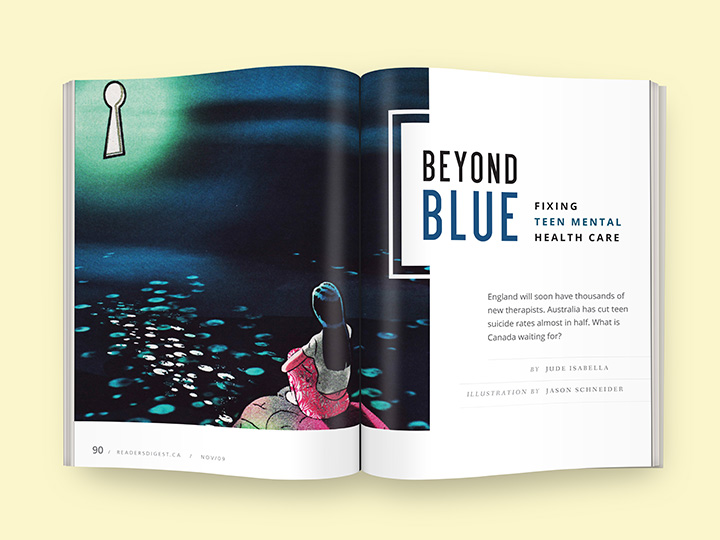 BEYOND
BLUE
FIXING
TEEN MENTAL
HEALTH CARE
England will soon have thousands of
new therapists. Australia has cut teen
suicide rates almost in half. What is
Canada waiting for?
BY JUDE ISABELLA
ILLUSTRATION BY JASON SCHNEIDER
90 / READERSDIGEST.CA / NOV/09